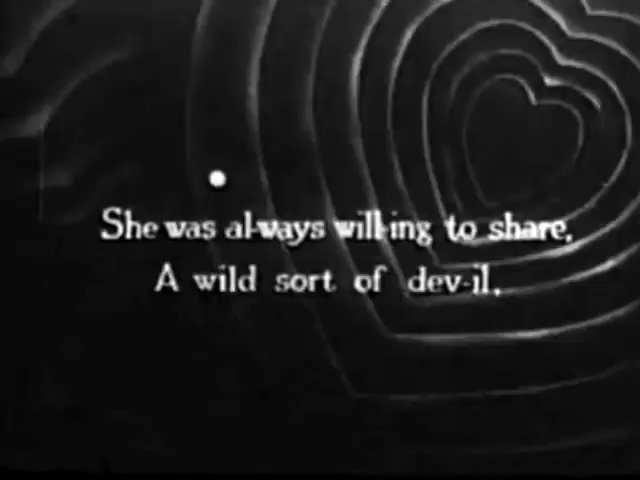 She was al-ways will-ing to share,
A wild sort of dev-il,